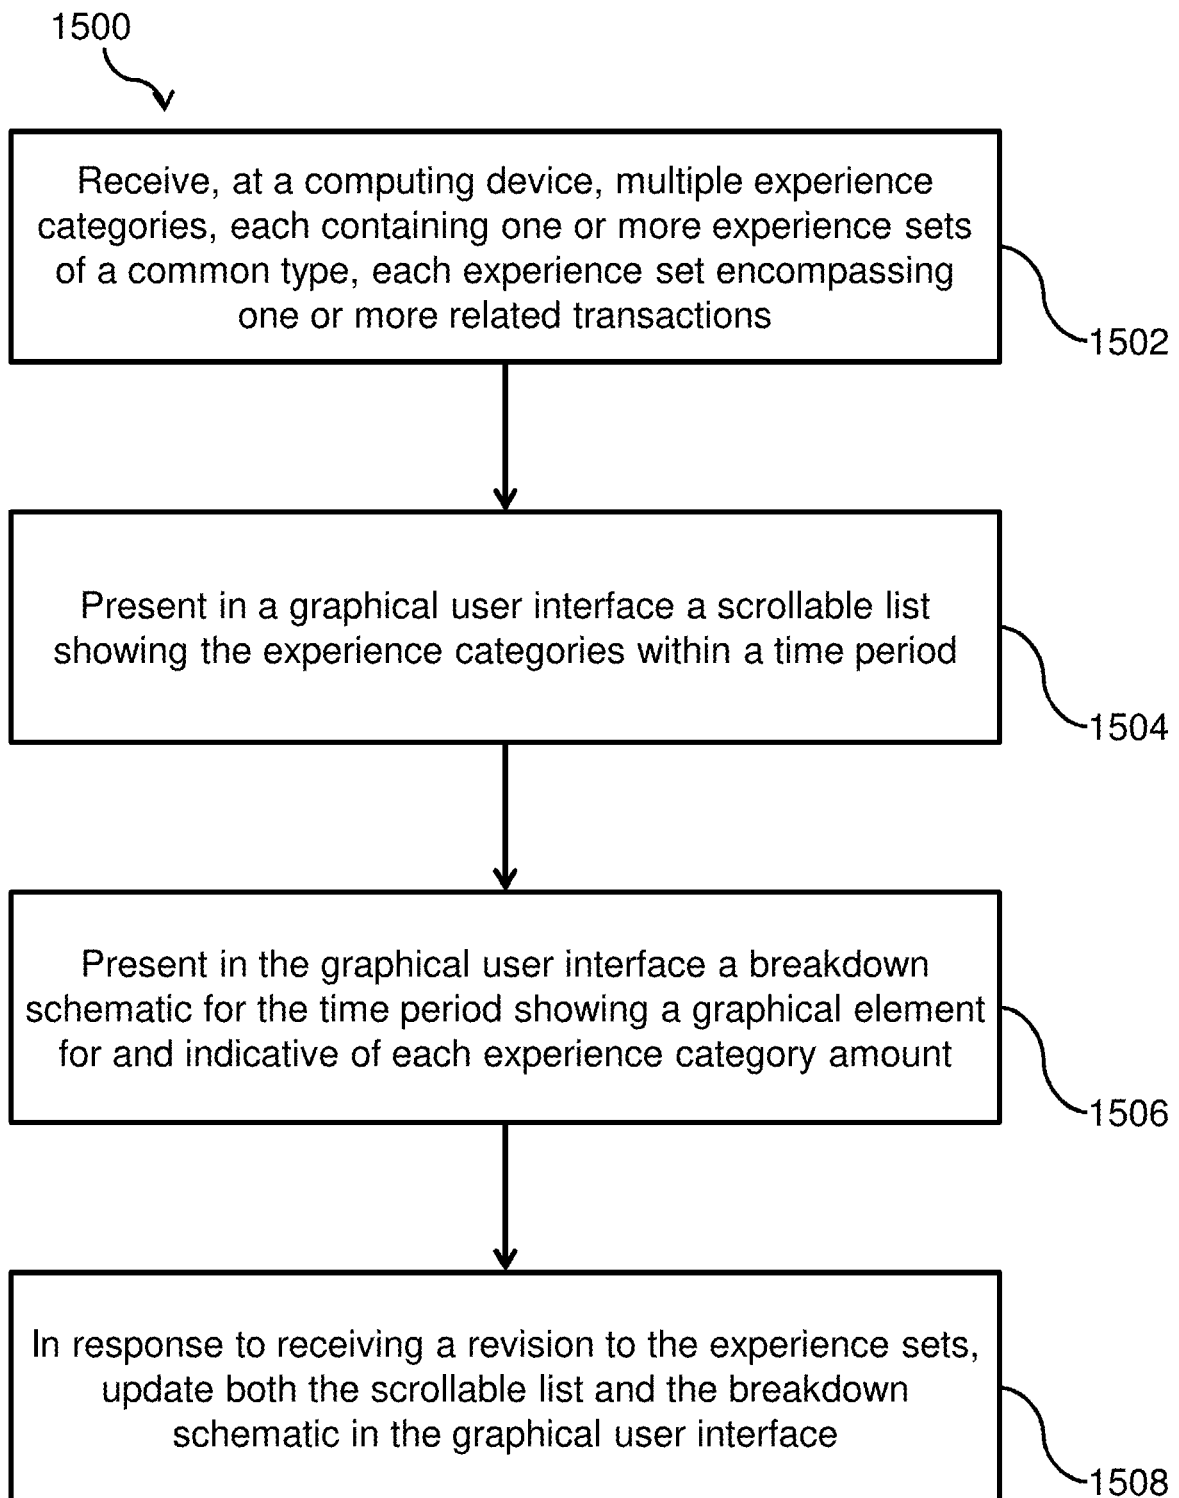 1500
Receive, at a computing device, multiple experience
categories, each containing one or more experience sets
of a common type, each experience set encompassing
one or more related transactions
1502
Present in a graphical user interface a scrollable list
showing the experience categories within a time period
1504
Present in the graphical user interface a breakdown
schematic for the time period showing a graphical element
for and indicative of each experience category amount
1506
In response to receiving a revision to the experience sets,
update both the scrollable list and the breakdown
schematic in the graphical user interface
1508